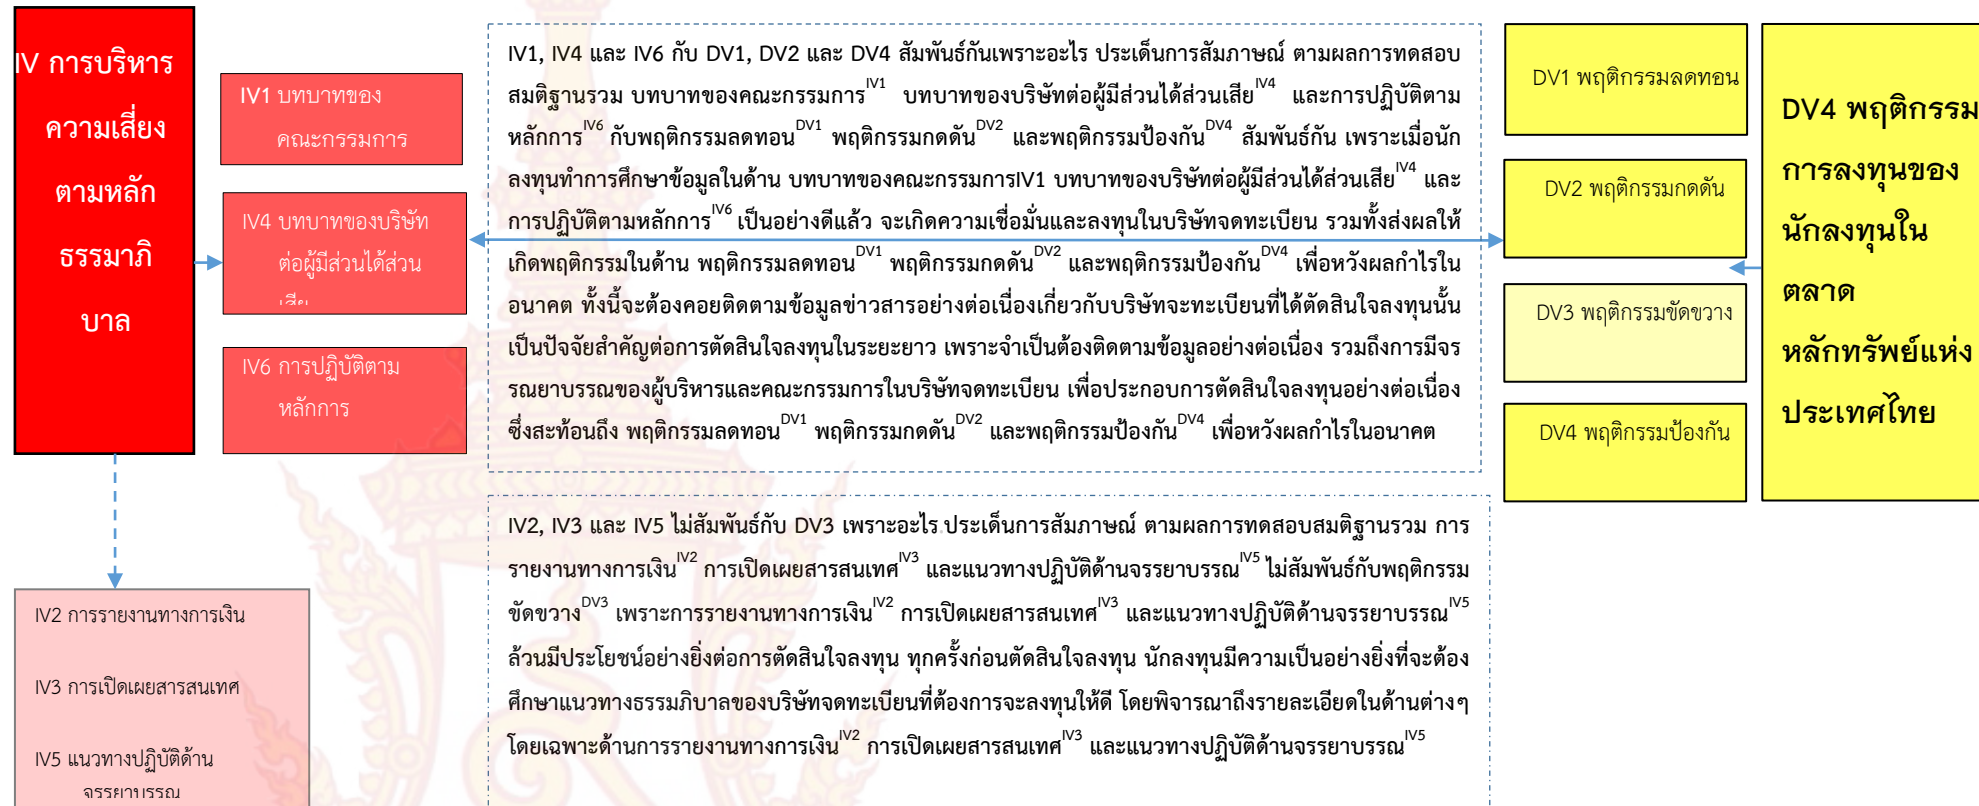 IV การบริหาร
ความเสี่ยง
ตามหลัก
ธรรมาภิ
บาล
IV1 บทบาทของ
คณะกรรมการ
IV4 บทบาทของบริษัท
ต่อผู้มีส่วนได้ส่วน
เสีย
IV6 การปฏิบัติตาม
หลักการ
IV2 การรายงานทางการเงิน
IV3 การเปิดเผยสารสนเทศ
IV5 แนวทางปฏิบัติด้าน
จรรยาบรรณ
IV1, IV4 และ IV6 กับ DV1, DV2 และ DV4 สัมพันธ์กันเพราะอะไร ประเด็นการสัมภาษณ์ ตามผลการทดสอบ
สมติฐานรวม บทบาทของคณะกรรมการIV1 บทบาทของบริษัทต่อผู้มีส่วนได้ส่วนเสียIV4 และการปฏิบัติตาม
หลักการIV6 กับพฤติกรรมลดทอนDV1 พฤติกรรมกดดันDV2 และพฤติกรรมป้องกันDV4 สัมพันธ์กัน เพราะเมื่อนัก
ลงทุนทำการศึกษาข้อมูลในด้าน บทบาทของคณะกรรมการIV1 บทบาทของบริษัทต่อผู้มีส่วนได้ส่วนเสียIV4 และ
การปฏิบัติตามหลักการIV6 เป็นอย่างดีแล้ว จะเกิดความเชื่อมั่นและลงทุนในบริษัทจดทะเบียน รวมทั้งส่งผลให้
เกิดพฤติกรรมในด้าน พฤติกรรมลดทอนDV1 พฤติกรรมกดดันDV2 และพฤติกรรมป้องกันDV4 เพื่อหวังผลกำไรใน
อนาคต ทั้งนี้จะต้องคอยติดตามข้อมูลข่าวสารอย่างต่อเนื่องเกี่ยวกับบริษัทจะทะเบียนที่ได้ตัดสินใจลงทุนนั้น
เป็นปัจจัยสำคัญต่อการตัดสินใจลงทุนในระยะยาว เพราะจำเป็นต้องติดตามข้อมูลอย่างต่อเนื่อง รวมถึงการมีจร
รณยาบรรณของผู้บริหารและคณะกรรมการในบริษัทจดทะเบียน เพื่อประกอบการตัดสินใจลงทุนอย่างต่อเนื่อง
ซึ่งสะท้อนถึง พฤติกรรมลดทอนDV1 พฤติกรรมกดดันDV2 และพฤติกรรมป้องกันDV4 เพื่อหวังผลกำไรในอนาคต
IV2, IV3 และ IV5 ไม่สัมพันธ์กับ DV3 เพราะอะไร ประเด็นการสัมภาษณ์ ตามผลการทดสอบสมติฐานรวม การ
รายงานทางการเงินIV2 การเปิดเผยสารสนเทศIV3 และแนวทางปฏิบัติด้านจรรยาบรรณIV5 ไม่สัมพันธ์กับพฤติกรรม
ขัดขวางDV3 เพราะการรายงานทางการเงินIV2 การเปิดเผยสารสนเทศIV3 และแนวทางปฏิบัติด้านจรรยาบรรณIV5
ล้วนมีประโยชน์อย่างยิ่งต่อการตัดสินใจลงทุน ทุกครั้งก่อนตัดสินใจลงทุน นักลงทุนมีความเป็นอย่างยิ่งที่จะต้อง
ศึกษาแนวทางธรรมภิบาลของบริษัทจดทะเบียนที่ต้องการจะลงทุนให้ดี โดยพิจารณาถึงรายละเอียดในด้านต่างๆ
โดยเฉพาะด้านการรายงานทางการเงินIV2 การเปิดเผยสารสนเทศIV3 และแนวทางปฏิบัติด้านจรรยาบรรณIV5
DV1 พฤติกรรมลดทอน
DV2 พฤติกรรมกดดัน
DV3 พฤติกรรมขัดขวาง
DV4 พฤติกรรมป้องกัน
DV4 พฤติกรรม
การลงทุนของ
นักลงทุนใน
ตลาด
หลักทรัพย์แห่ง
ประเทศไทย